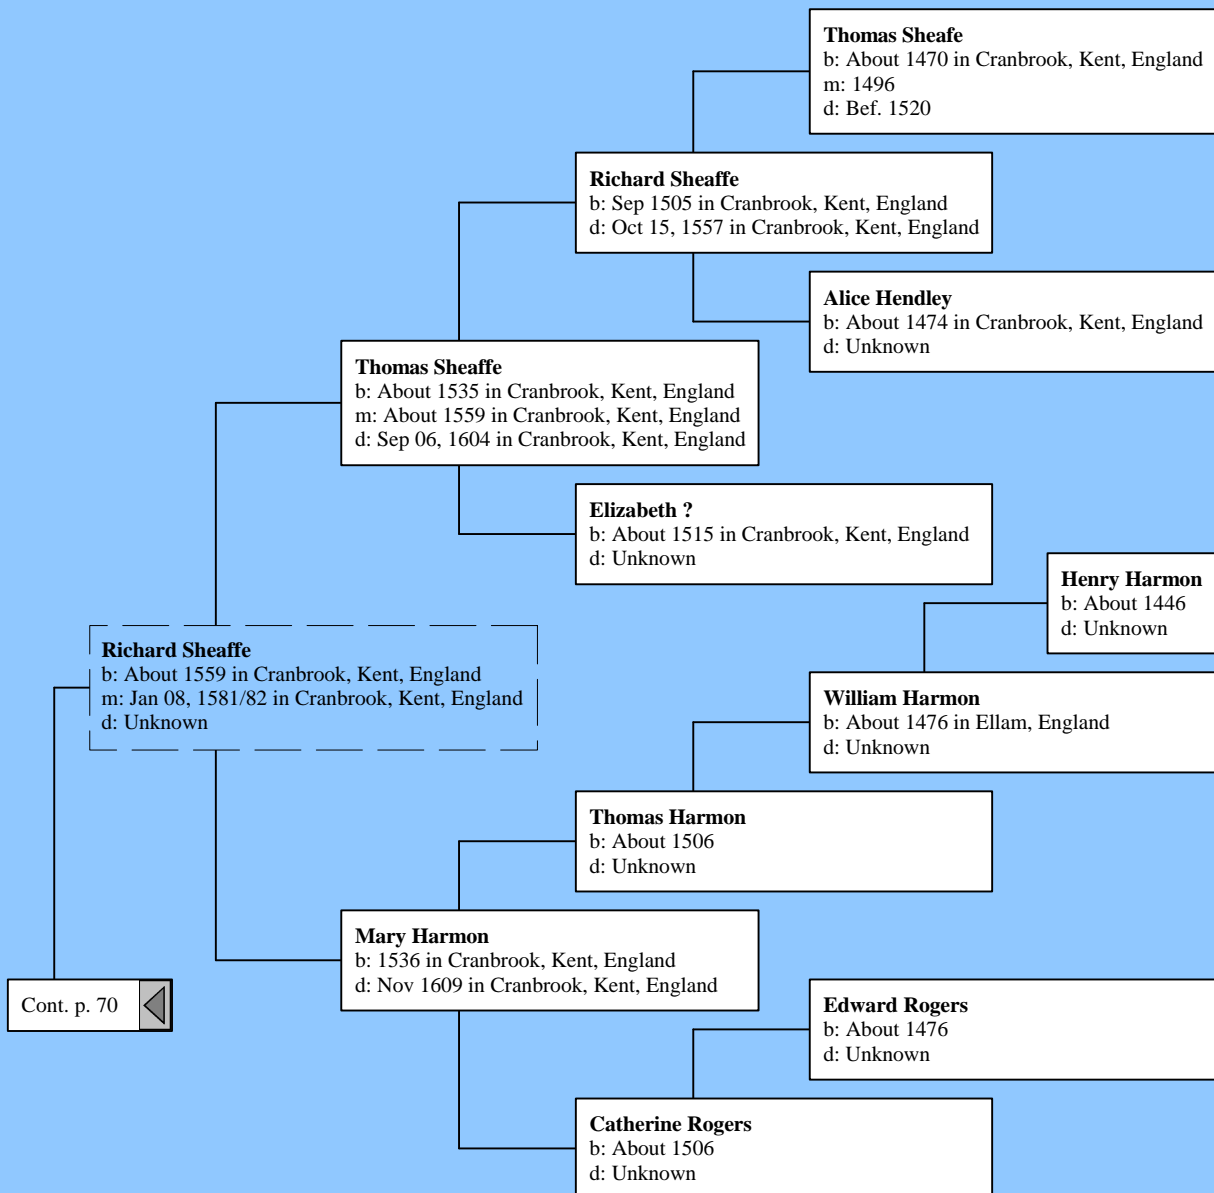 Thomas Sheafe
b: About 1470 in Cranbrook, Kent, England
m: 1496
d: Bef. 1520
Richard Sheaffe
b: Sep 1505 in Cranbrook, Kent, England
d: Oct 15, 1557 in Cranbrook, Kent, England
Alice Hendley
b: About 1474 in Cranbrook, Kent, England
d: Unknown
Thomas Sheaffe
b: About 1535 in Cranbrook, Kent, England
m: About 1559 in Cranbrook, Kent, England
d: Sep 06, 1604 in Cranbrook, Kent, England
Elizabeth ?
b: About 1515 in Cranbrook, Kent, England
d: Unknown
Henry Harmon
b: About 1446
d: Unknown
Richard Sheaffe
b: About 1559 in Cranbrook, Kent, England
m: Jan 08, 1581/82 in Cranbrook, Kent, England
d: Unknown
William Harmon
b: About 1476 in Ellam, England
d: Unknown
Thomas Harmon
b: About 1506
d: Unknown
Mary Harmon
b: 1536 in Cranbrook, Kent, England
d: Nov 1609 in Cranbrook, Kent, England
Cont. p. 70
Edward Rogers
b: About 1476
d: Unknown
Catherine Rogers
b: About 1506
d: Unknown